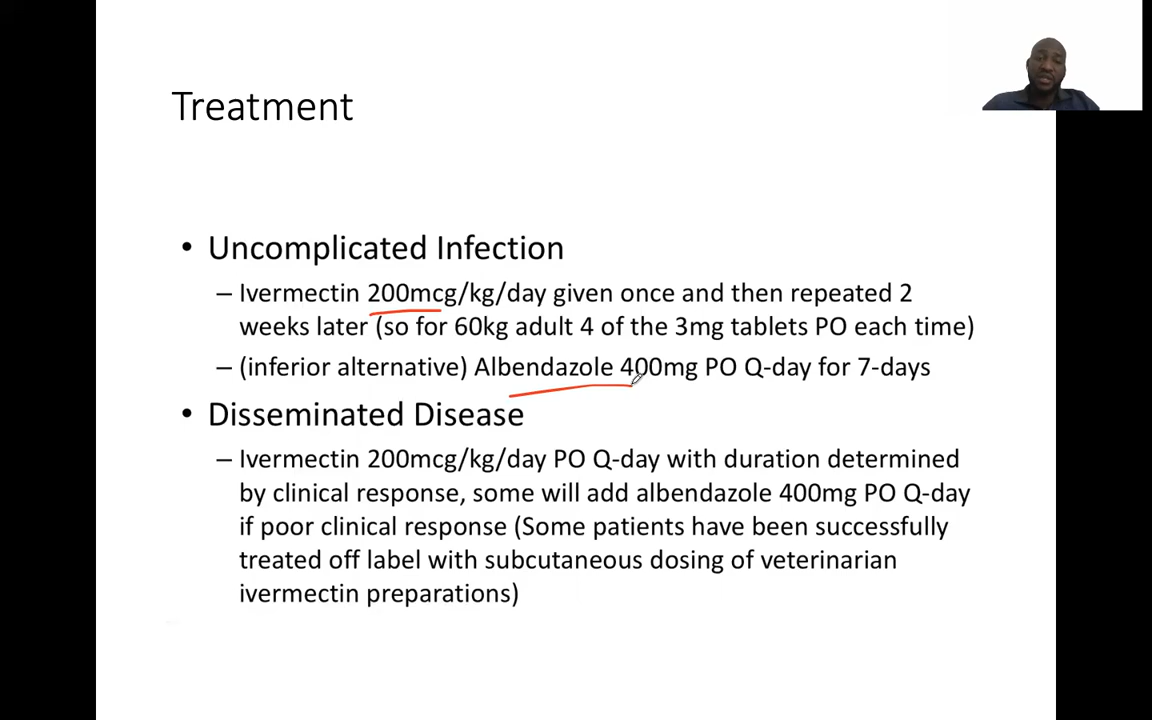 Treatment
• Uncomplicated Infection
– Ivermectin 200mcg/kg/day given once and then repeated 2
weeks later (so for 60kg adult 4 of the 3mg tablets PO each time)
– (inferior alternative) Albendazole 400mg PO Q-day for 7-days
• Disseminated Disease
– Ivermectin 200mcg/kg/day PO Q-day with duration determined
by clinical response, some will add albendazole 400mg PO Q-day
if poor clinical response (Some patients have been successfully
treated off label with subcutaneous dosing of veterinarian
ivermectin preparations)